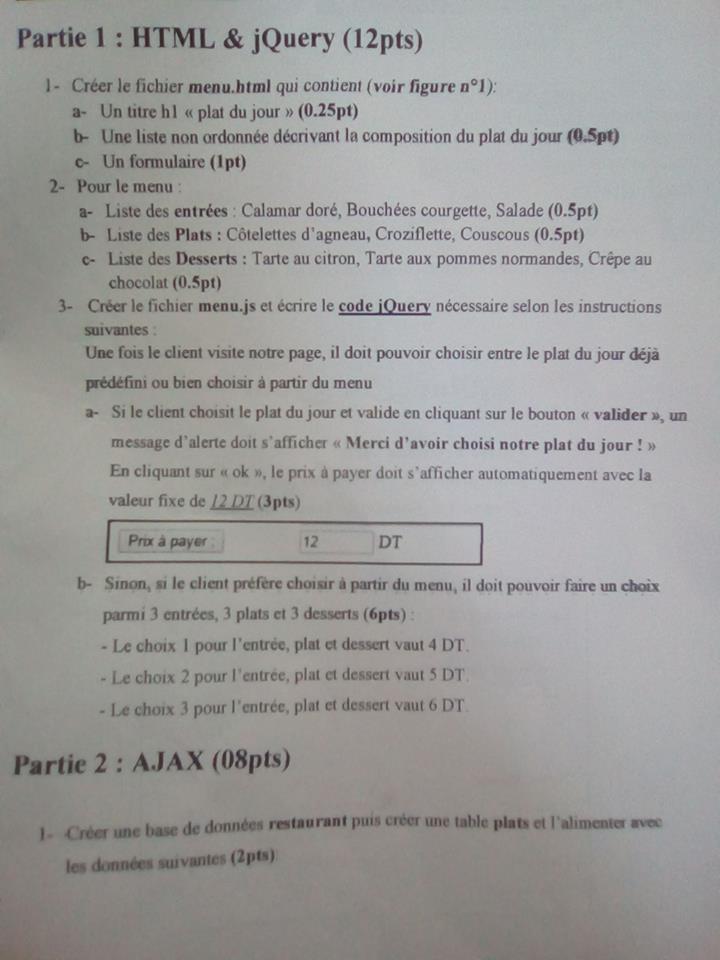 Partie 1 : HTML & jQuery (12pts)
1- Créer le fichier menu.html qui contient (voir figure n°1):
a- Un titre h1 « plat du jour » (0.25pt)
b- Une liste non ordonnée décrivant la composition du plat du jour (0.5pt)
c- Un formulaire (1pt)
2- Pour le menu :
a- Liste des entrées : Calamar doré, Bouchées courgette, Salade (0.5pt)
b- Liste des Plats : Côtelettes d'agneau, Croziflette, Couscous (0.5pt)
c- Liste des Desserts : Tarte au citron, Tarte aux pommes normandes, Crêpe au
chocolat (0.5pt)
3- Créer le fichier menu.js et écrire le code jQuery nécessaire selon les instructions
suivantes :
Une fois le client visite notre page, il doit pouvoir choisir entre le plat du jour déjà
prédéfini ou bien choisir à partir du menu
a- Si le client choisit le plat du jour et valide en cliquant sur le bouton « valider », un
message d'alerte doit s'afficher « Merci d'avoir choisi notre plat du jour ! »
En cliquant sur « ok », le prix à payer doit s'afficher automatiquement avec la
valeur fixe de 12 DT (3pts)
Prix à payer : 12 DT
b- Sinon, si le client préfère choisir à partir du menu, il doit pouvoir faire un choix
parmi 3 entrées, 3 plats et 3 desserts (6pts) :
- Le choix 1 pour l'entrée, plat et dessert vaut 4 DT.
- Le choix 2 pour l'entrée, plat et dessert vaut 5 DT.
- Le choix 3 pour l'entrée, plat et dessert vaut 6 DT.
Partie 2 : AJAX (08pts)
1- Créer une base de données restaurant puis créer une table plats et l'alimenter avec
les données suivantes (2pts):